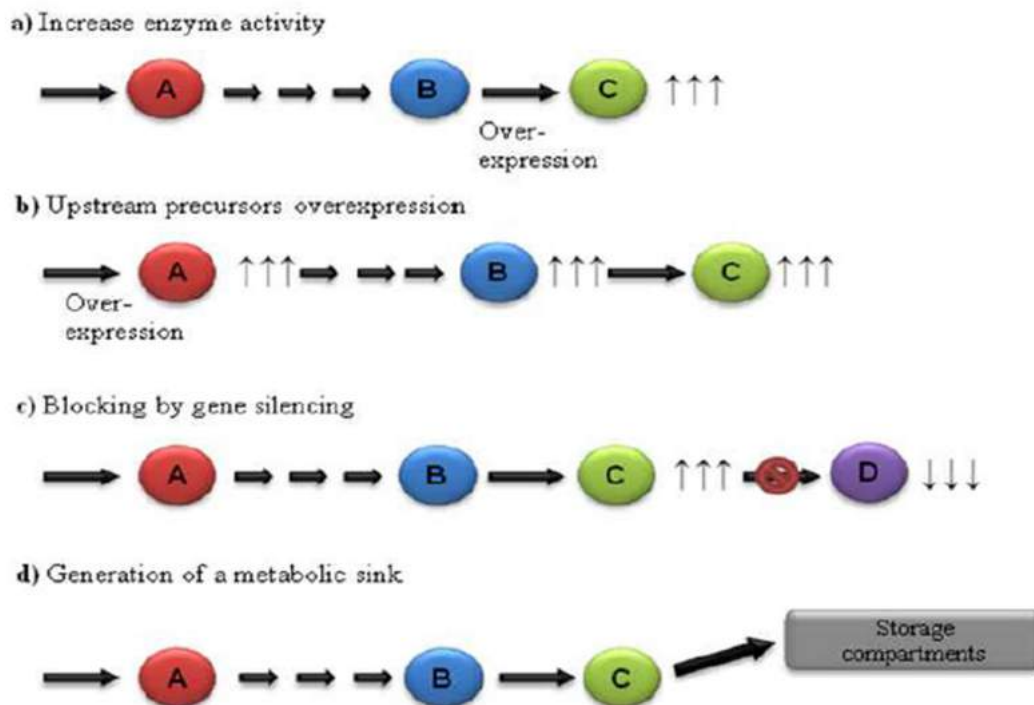 a) Increase enzyme activity
A B C ↑↑↑
Over-
expression
b) Upstream precursors overexpression
A ↑↑↑ B ↑↑↑ C ↑↑↑
Over-
expression
c) Blocking by gene silencing
A B C ↑↑↑ D ↓↓↓
d) Generation of a metabolic sink
Storage
compartments
A B C